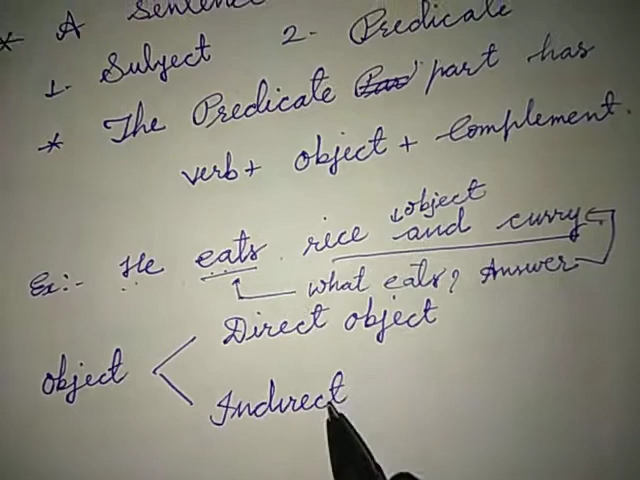 * A Sentence
1. Subject 2. Predicate
* The Predicate part has
verb + object + Complement.
↓object
Ex:- He eats rice and curry
what eats? Answer
Object < Direct object
Indirect